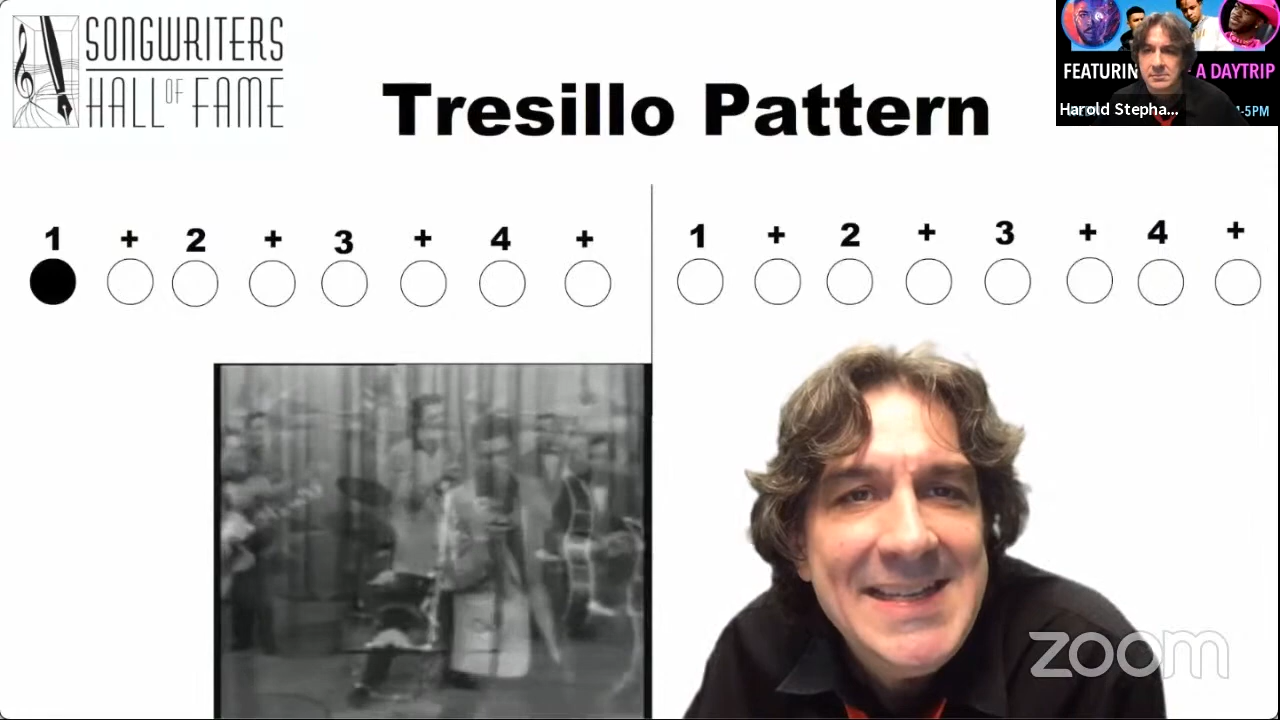 SONGWRITERS
HALL OF FAME
Tresillo Pattern
FEATURIN A DAYTRIP
Harold Stepha...
-5PM
1 + 2 + 3 + 4 +
1 + 2 + 3 + 4 +
zoom